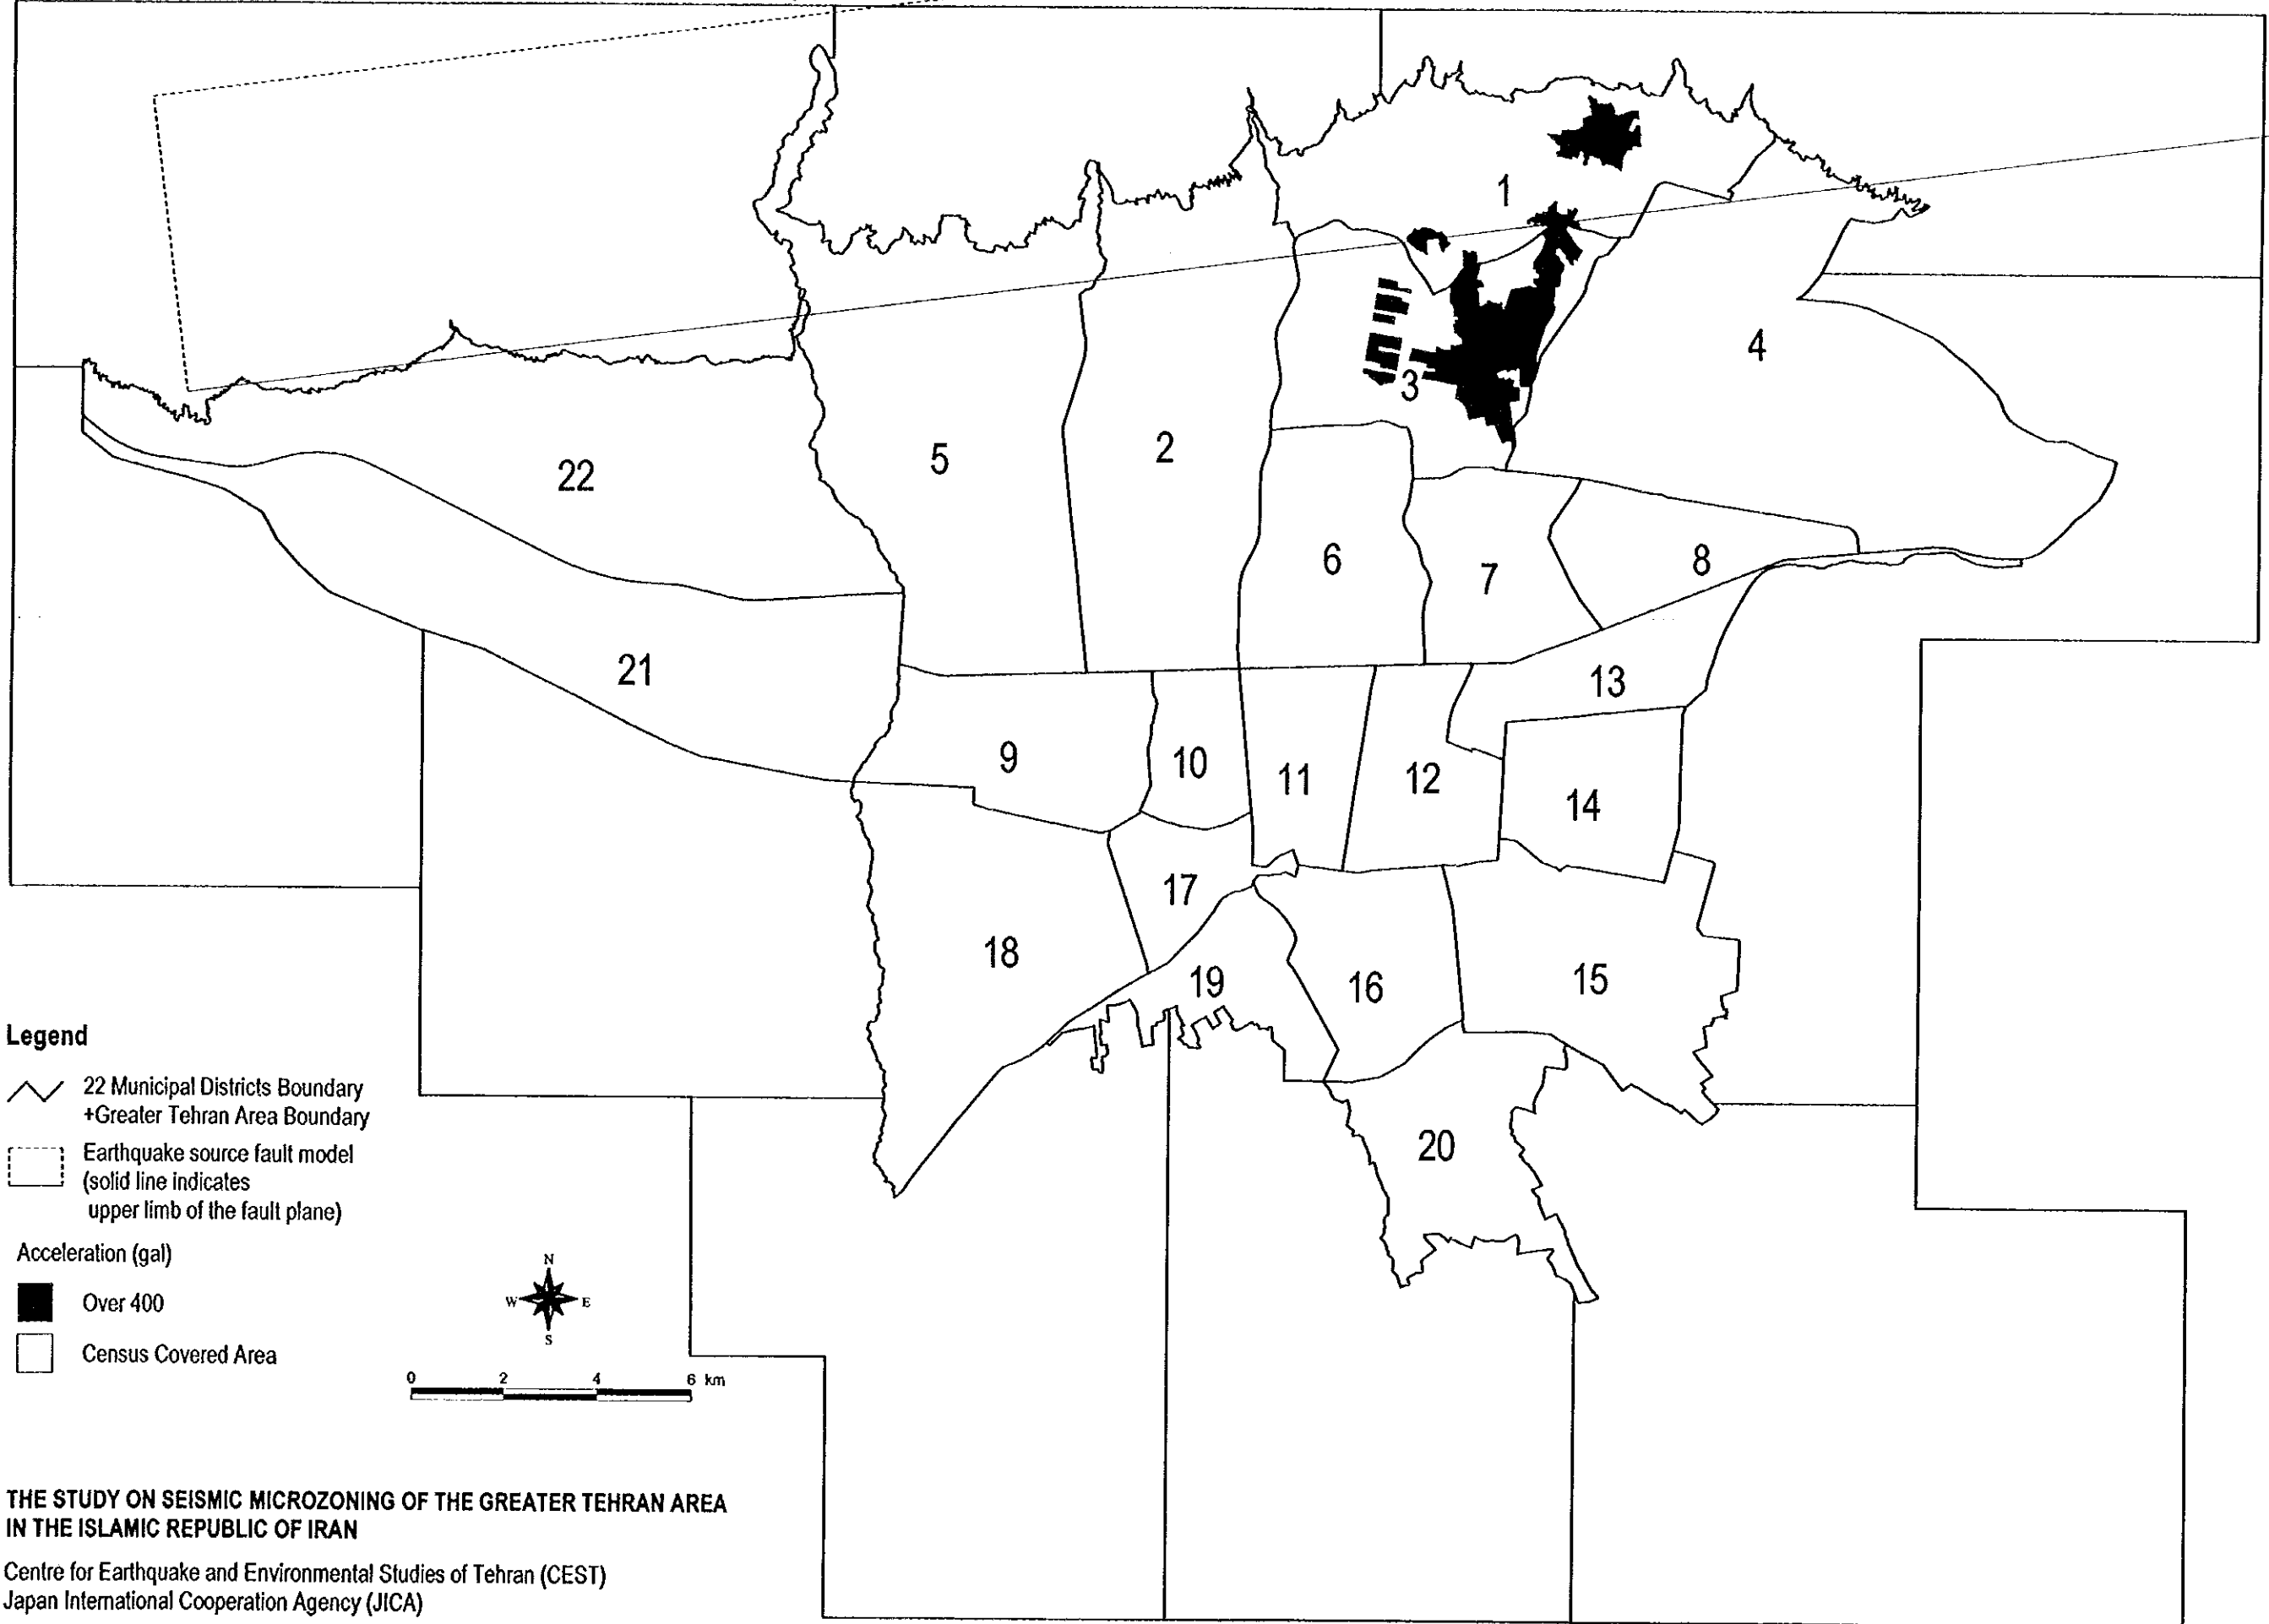 1
4
3
5
2
22
6
7
8
21
13
9
10
11
12
14
17
18
19
16
15
20
Legend
22 Municipal Districts Boundary
+Greater Tehran Area Boundary
Earthquake source fault model
(solid line indicates
upper limb of the fault plane)
Acceleration (gal)
Over 400
Census Covered Area
N
W E
S
0 2 4 6 km
THE STUDY ON SEISMIC MICROZONING OF THE GREATER TEHRAN AREA
IN THE ISLAMIC REPUBLIC OF IRAN
Centre for Earthquake and Environmental Studies of Tehran (CEST)
Japan International Cooperation Agency (JICA)